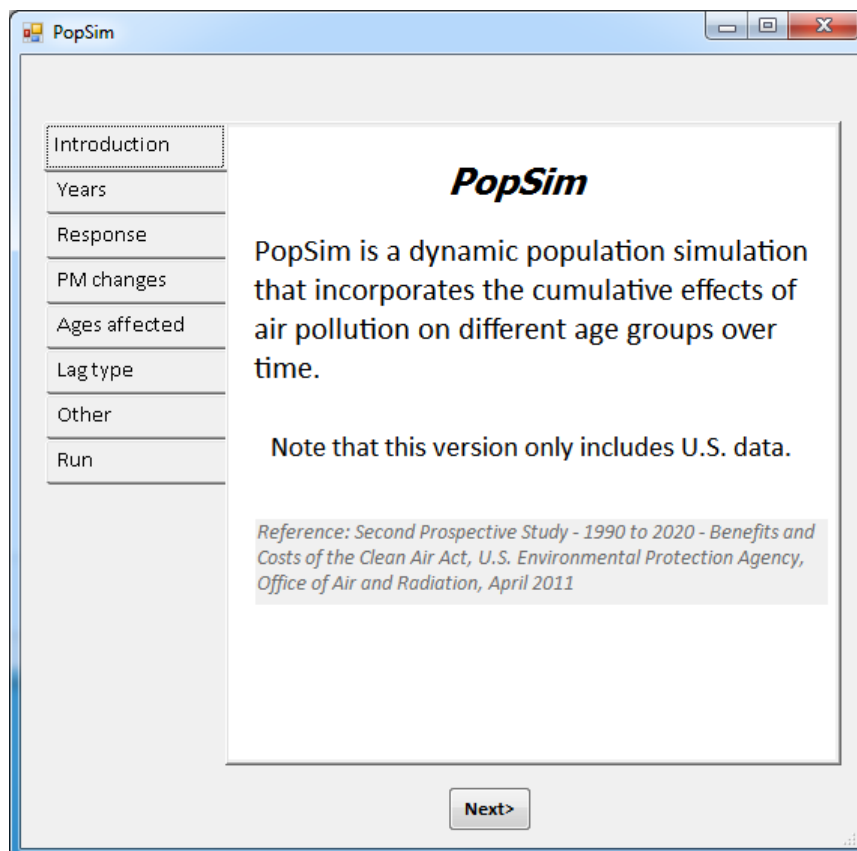 PopSim
Introduction
Years
Response
PM changes
Ages affected
Lag type
Other
Run
PopSim
PopSim is a dynamic population simulation
that incorporates the cumulative effects of
air pollution on different age groups over
time.
Note that this version only includes U.S. data.
Reference: Second Prospective Study - 1990 to 2020 - Benefits and
Costs of the Clean Air Act, U.S. Environmental Protection Agency,
Office of Air and Radiation, April 2011
Next>